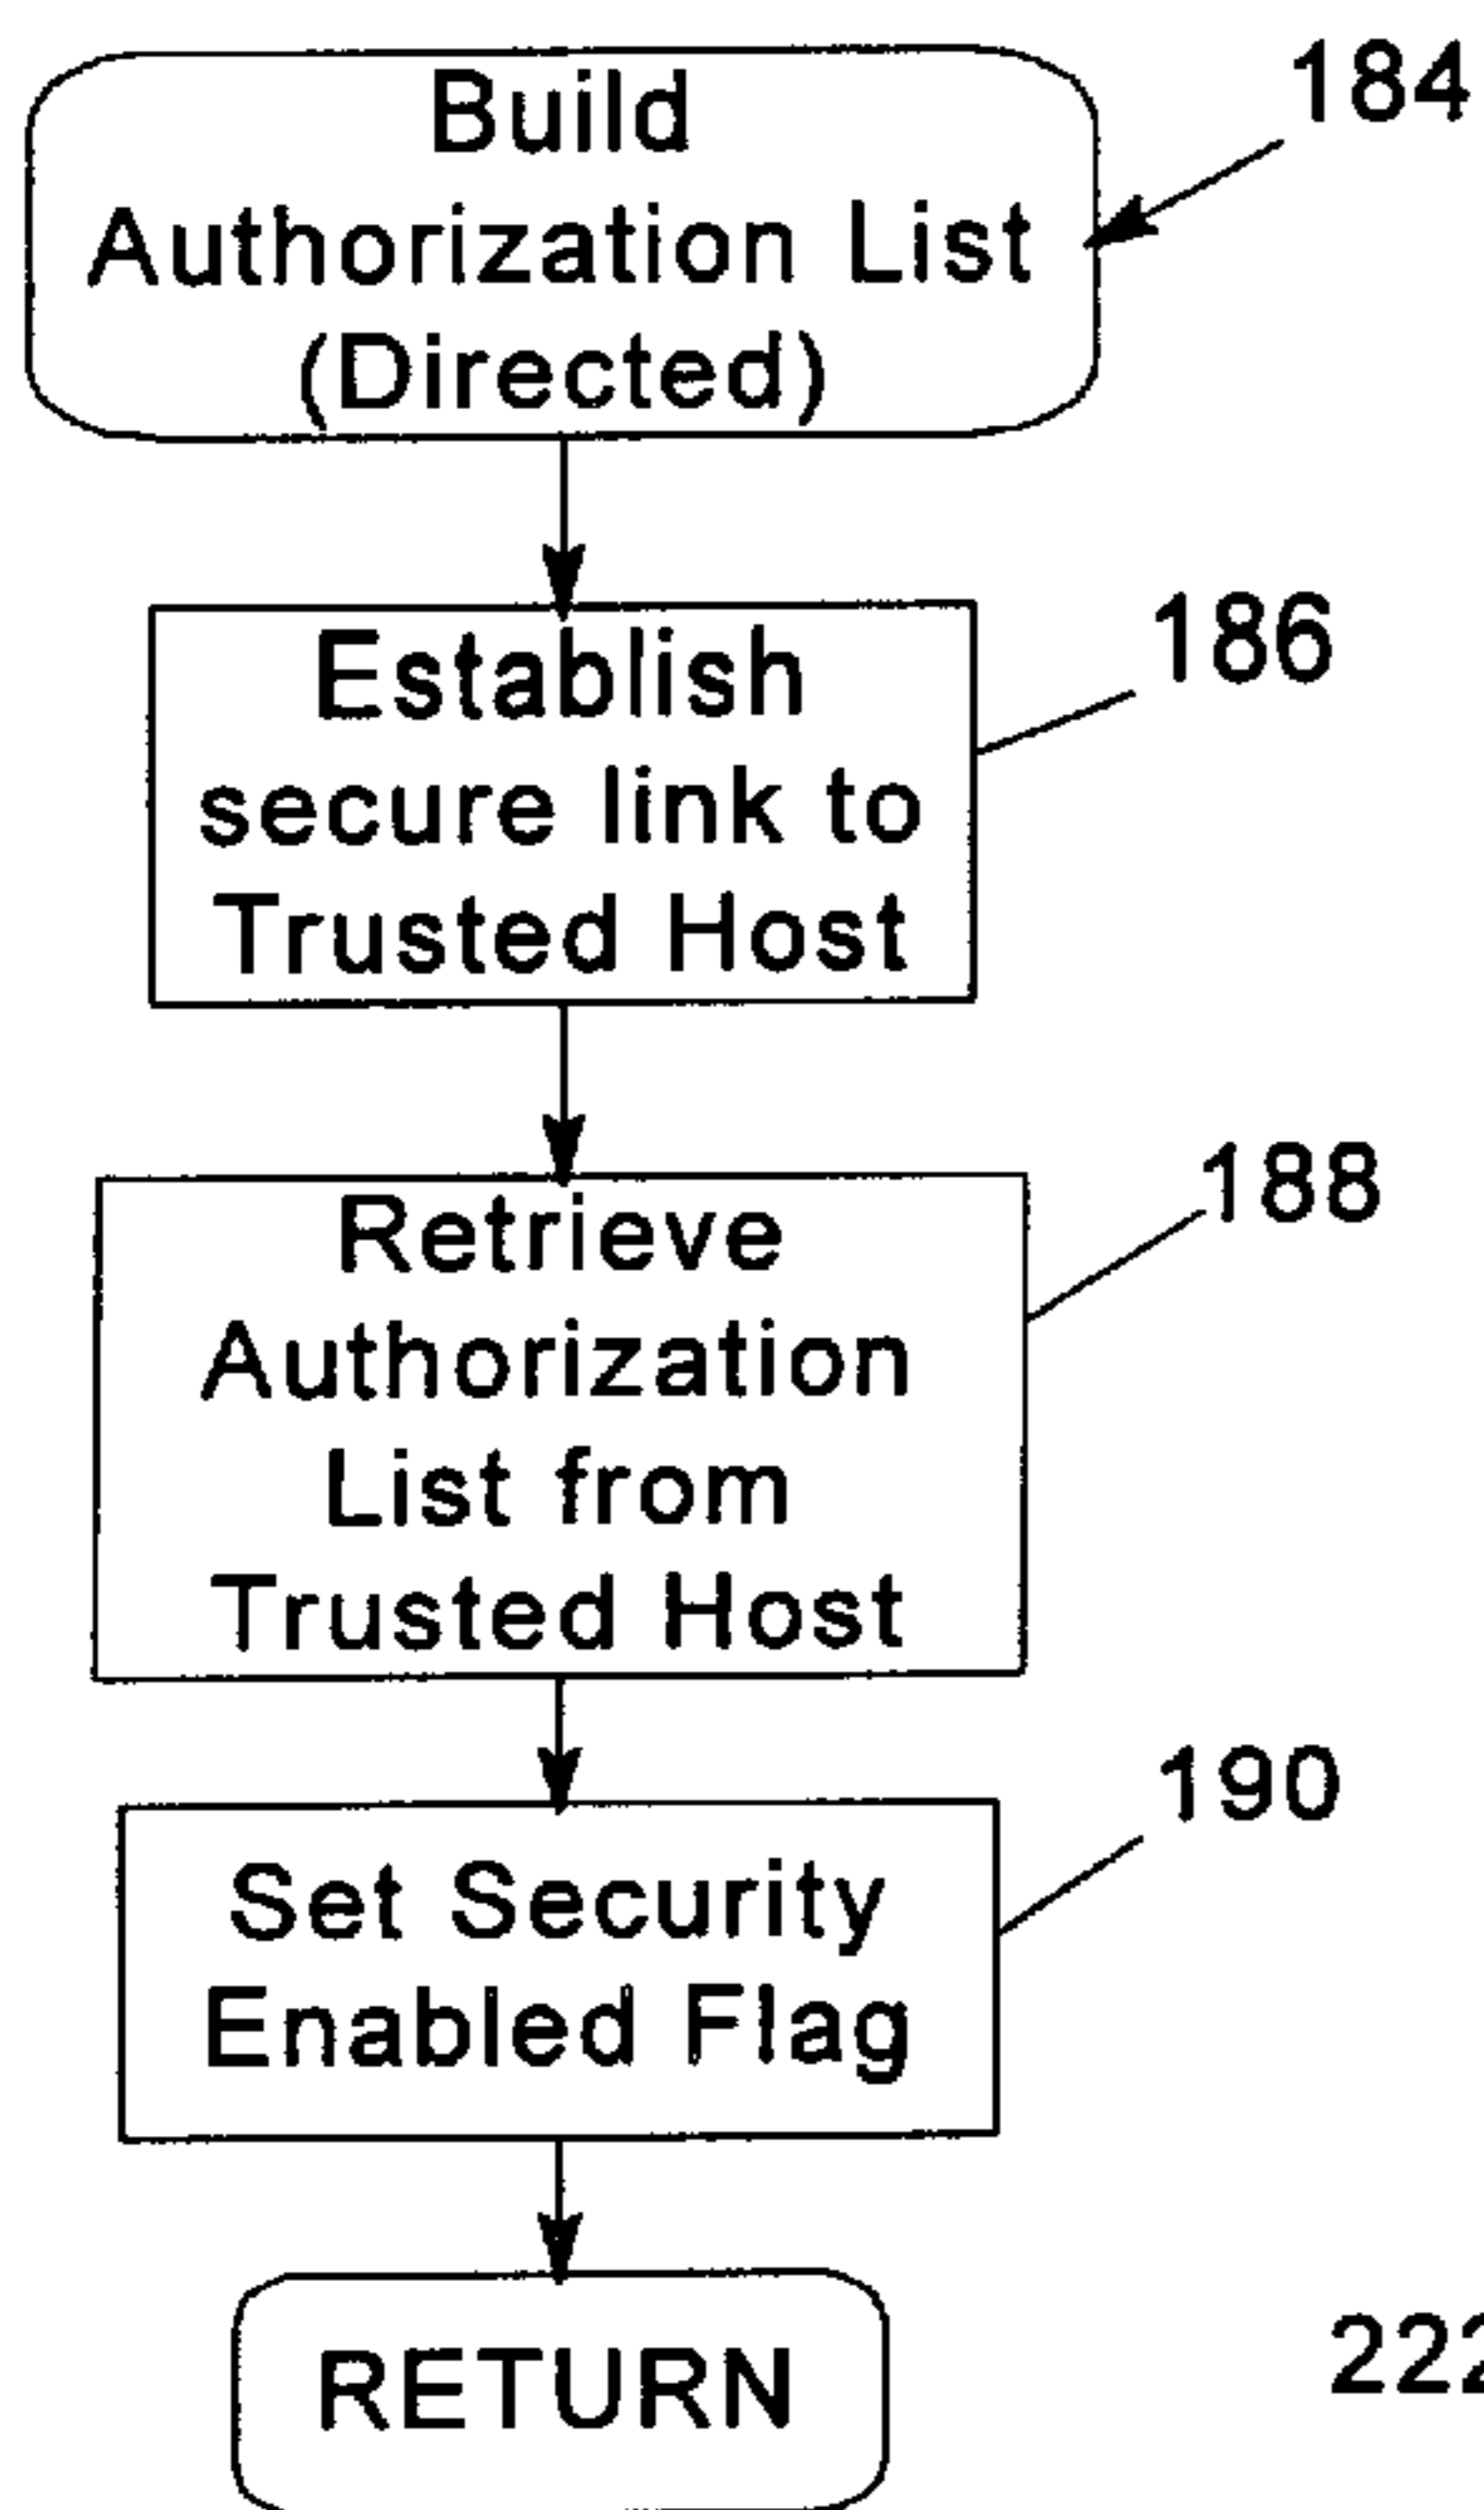 Build
Authorization List
(Directed)
184
Establish
secure link to
Trusted Host
186
Retrieve
Authorization
List from
Trusted Host
188
Set Security
Enabled Flag
190
RETURN
222